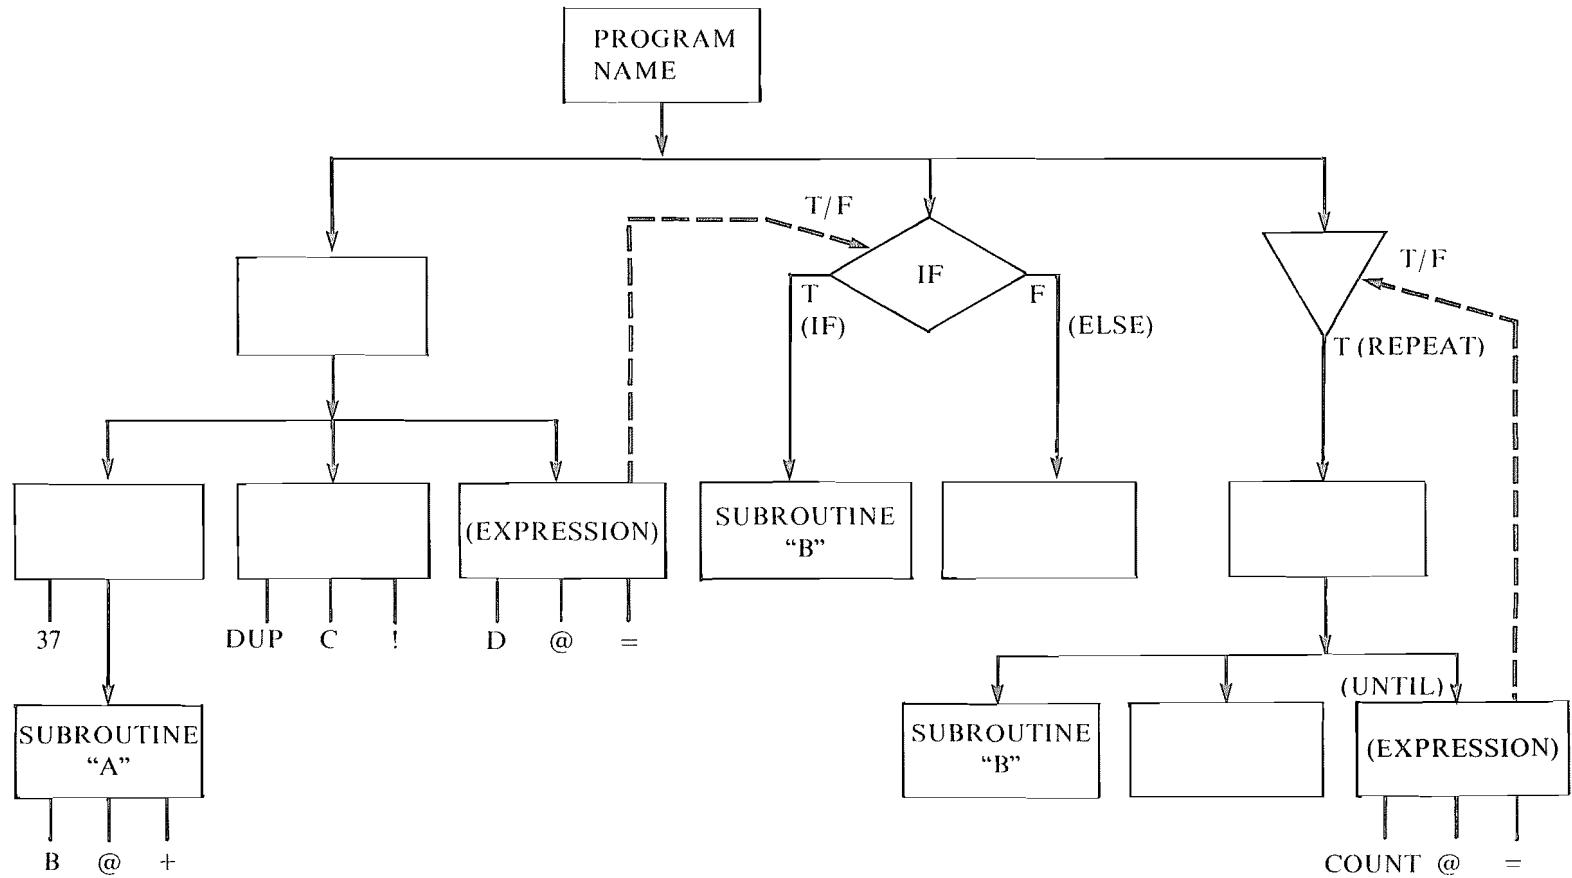 PROGRAM
NAME
T/F
IF
T
(IF)
F
(ELSE)
T/F
T (REPEAT)
(EXPRESSION)
SUBROUTINE
“B”
37
DUP C !
D @ =
(UNTIL)
SUBROUTINE
“A”
SUBROUTINE
“B”
(EXPRESSION)
B @ +
COUNT @ =